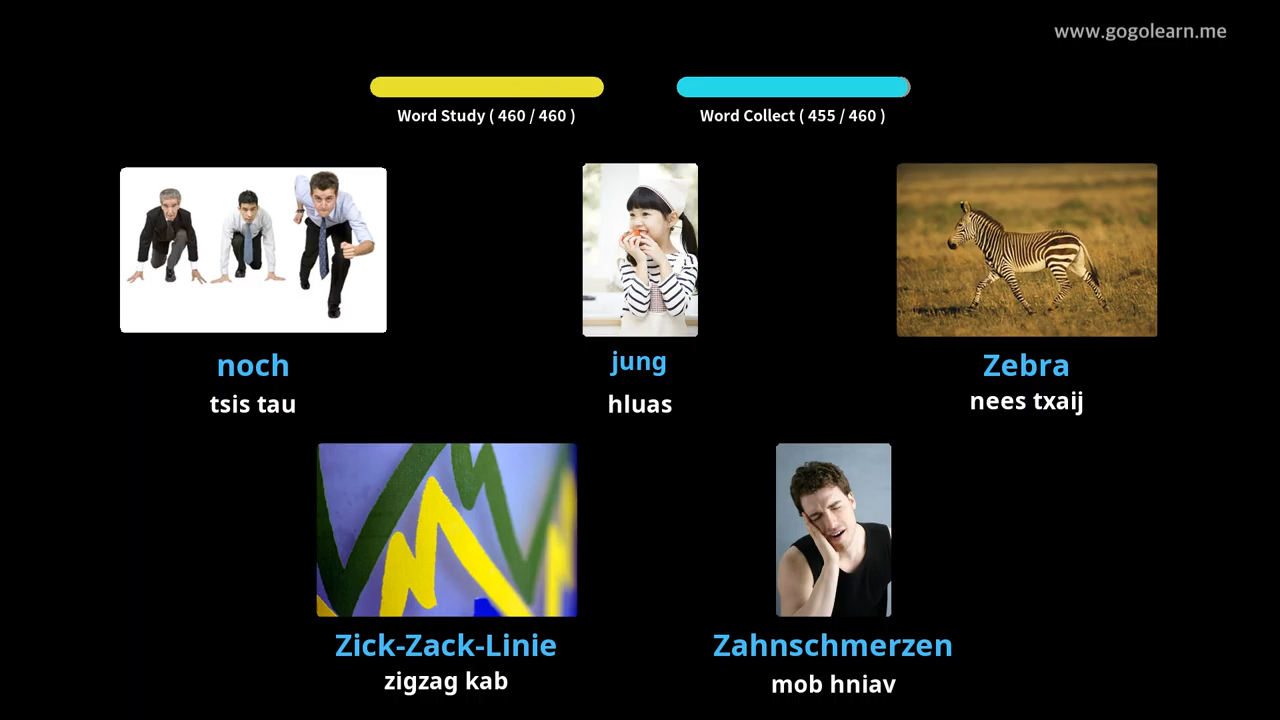 www.gogolearn.me
Word Study ( 460 / 460 )
Word Collect ( 455 / 460 )
noch
tsis tau
jung
hluas
Zebra
nees txaij
Zick-Zack-Linie
zigzag kab
Zahnschmerzen
mob hniav